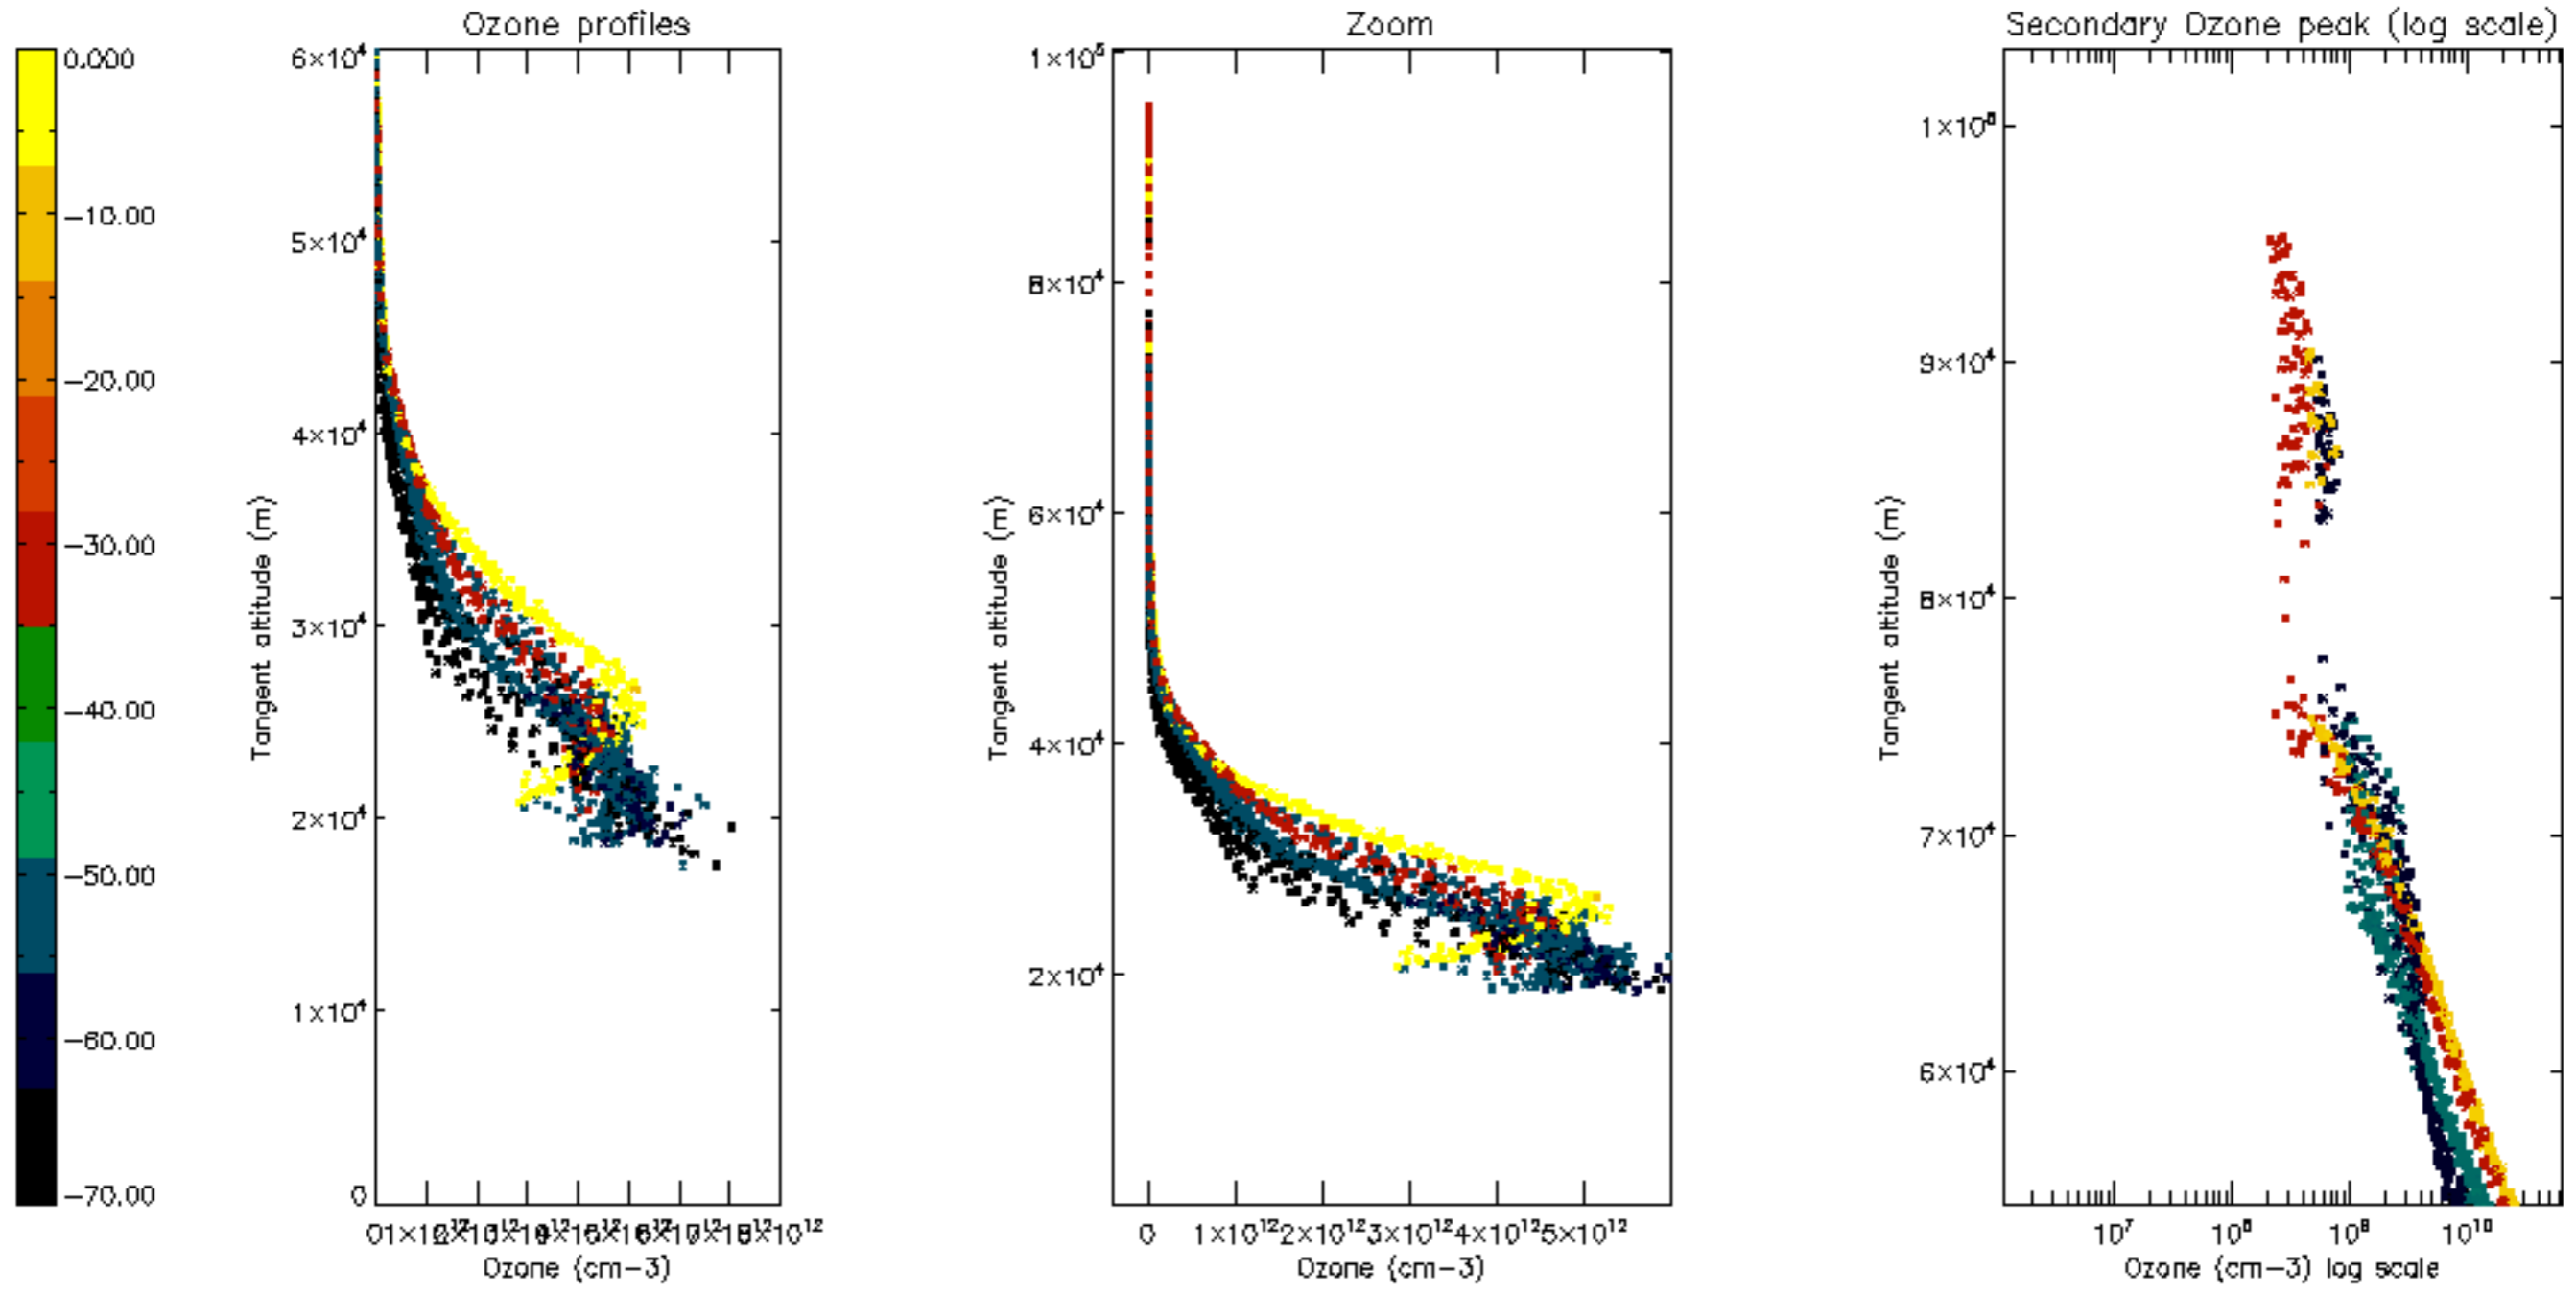 Ozone profiles
Zoom
Secondary Ozone peak (log scale)
0.000
−10.00
−20.00
−30.00
−40.00
−50.00
−60.00
−70.00
6×10⁴
5×10⁴
4×10⁴
3×10⁴
2×10⁴
1×10⁴
0
Tangent altitude (m)
Ozone (cm−3)
1×10⁵
8×10⁴
6×10⁴
4×10⁴
2×10⁴
Tangent altitude (m)
0 1×10¹² 2×10¹² 3×10¹² 4×10¹² 5×10¹²
Ozone (cm−3)
1×10⁵
9×10⁴
8×10⁴
7×10⁴
6×10⁴
Tangent altitude (m)
10⁷ 10⁸ 10⁹ 10¹⁰
Ozone (cm−3) log scale